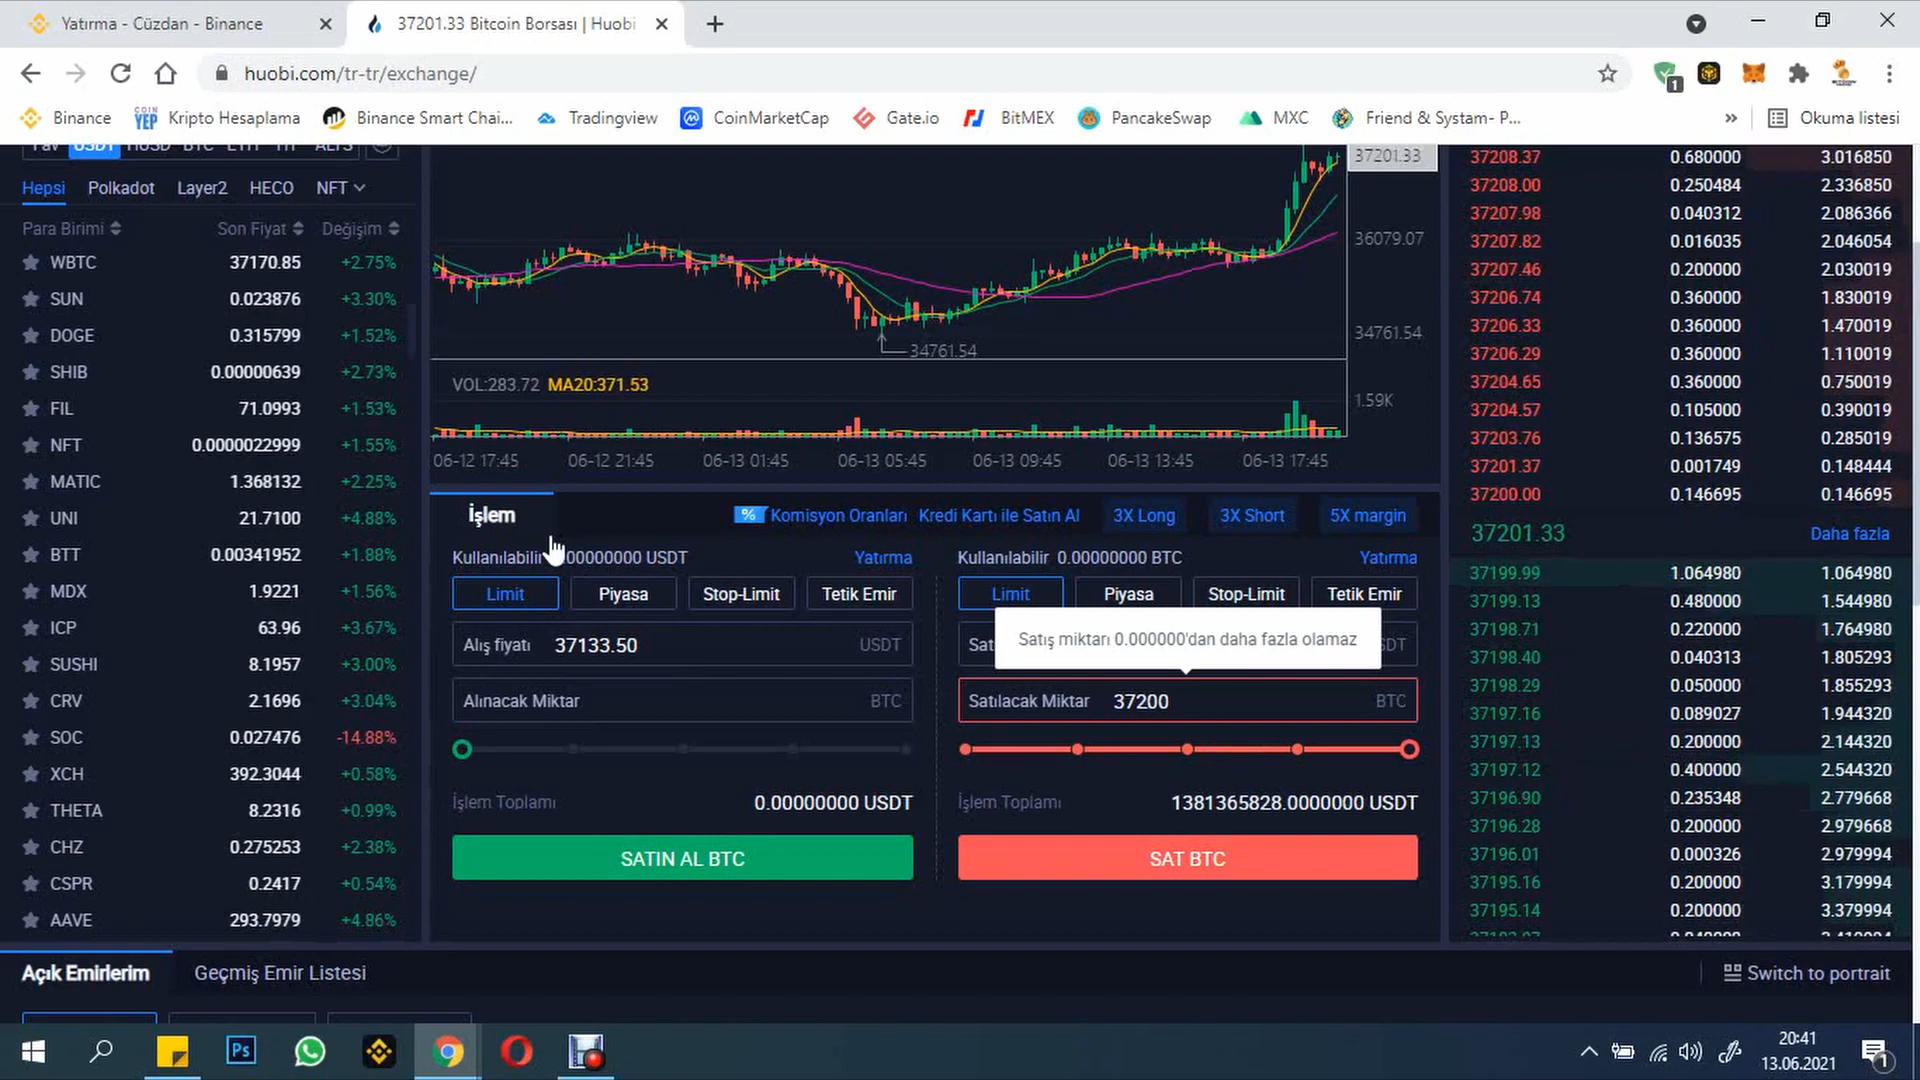 Yatırma - Cüzdan - Binance
37201.33 Bitcoin Borsası | Huobi
huobi.com/tr-tr/exchange/
1
Binance
COIN YEP Kripto Hesaplama
Binance Smart Chai...
Tradingview
CoinMarketCap
Gate.io
BitMEX
PancakeSwap
MXC
Friend & Systam- P...
»
Okuma listesi
Fav USDT HUSD BTC ETH HT ALTS
Hepsi Polkadot Layer2 HECO NFT
Para Birimi Son Fiyat Değişim
WBTC 37170.85 +2.75%
SUN 0.023876 +3.30%
DOGE 0.315799 +1.52%
SHIB 0.00000639 +2.73%
FIL 71.0993 +1.53%
NFT 0.0000022999 +1.55%
MATIC 1.368132 +2.25%
UNI 21.7100 +4.88%
BTT 0.00341952 +1.88%
MDX 1.9221 +1.56%
ICP 63.96 +3.67%
SUSHI 8.1957 +3.00%
CRV 2.1696 +3.04%
SOC 0.027476 -14.88%
XCH 392.3044 +0.58%
THETA 8.2316 +0.99%
CHZ 0.275253 +2.38%
CSPR 0.2417 +0.54%
AAVE 293.7979 +4.86%
37201.33
36079.07
34761.54
34761.54
VOL:283.72 MA20:371.53
1.59K
06-12 17:45 06-12 21:45 06-13 01:45 06-13 05:45 06-13 09:45 06-13 13:45 06-13 17:45
İşlem
% Komisyon Oranları Kredi Kartı ile Satın Al 3X Long 3X Short 5X margin
Kullanılabilir 00000000 USDT Yatırma
Limit Piyasa Stop-Limit Tetik Emir
Alış fiyatı 37133.50 USDT
Alınacak Miktar BTC
İşlem Toplamı 0.00000000 USDT
SATIN AL BTC
Kullanılabilir 0.00000000 BTC Yatırma
Limit Piyasa Stop-Limit Tetik Emir
Satış miktarı 0.000000'dan daha fazla olamaz
Satılacak Miktar 37200 BTC
İşlem Toplamı 1381365828.0000000 USDT
SAT BTC
37208.37 0.680000 3.016850
37208.00 0.250484 2.336850
37207.98 0.040312 2.086366
37207.82 0.016035 2.046054
37207.46 0.200000 2.030019
37206.74 0.360000 1.830019
37206.33 0.360000 1.470019
37206.29 0.360000 1.110019
37204.65 0.360000 0.750019
37204.57 0.105000 0.390019
37203.76 0.136575 0.285019
37201.37 0.001749 0.148444
37200.00 0.146695 0.146695
37201.33 Daha fazla
37199.99 1.064980 1.064980
37199.13 0.480000 1.544980
37198.71 0.220000 1.764980
37198.40 0.040313 1.805293
37198.29 0.050000 1.855293
37197.16 0.089027 1.944320
37197.13 0.200000 2.144320
37197.12 0.400000 2.544320
37196.90 0.235348 2.779668
37196.28 0.200000 2.979668
37196.01 0.000326 2.979994
37195.16 0.200000 3.179994
37195.14 0.200000 3.379994
Açık Emirlerim Geçmiş Emir Listesi
Switch to portrait
Ps
20:41
13.06.2021
1